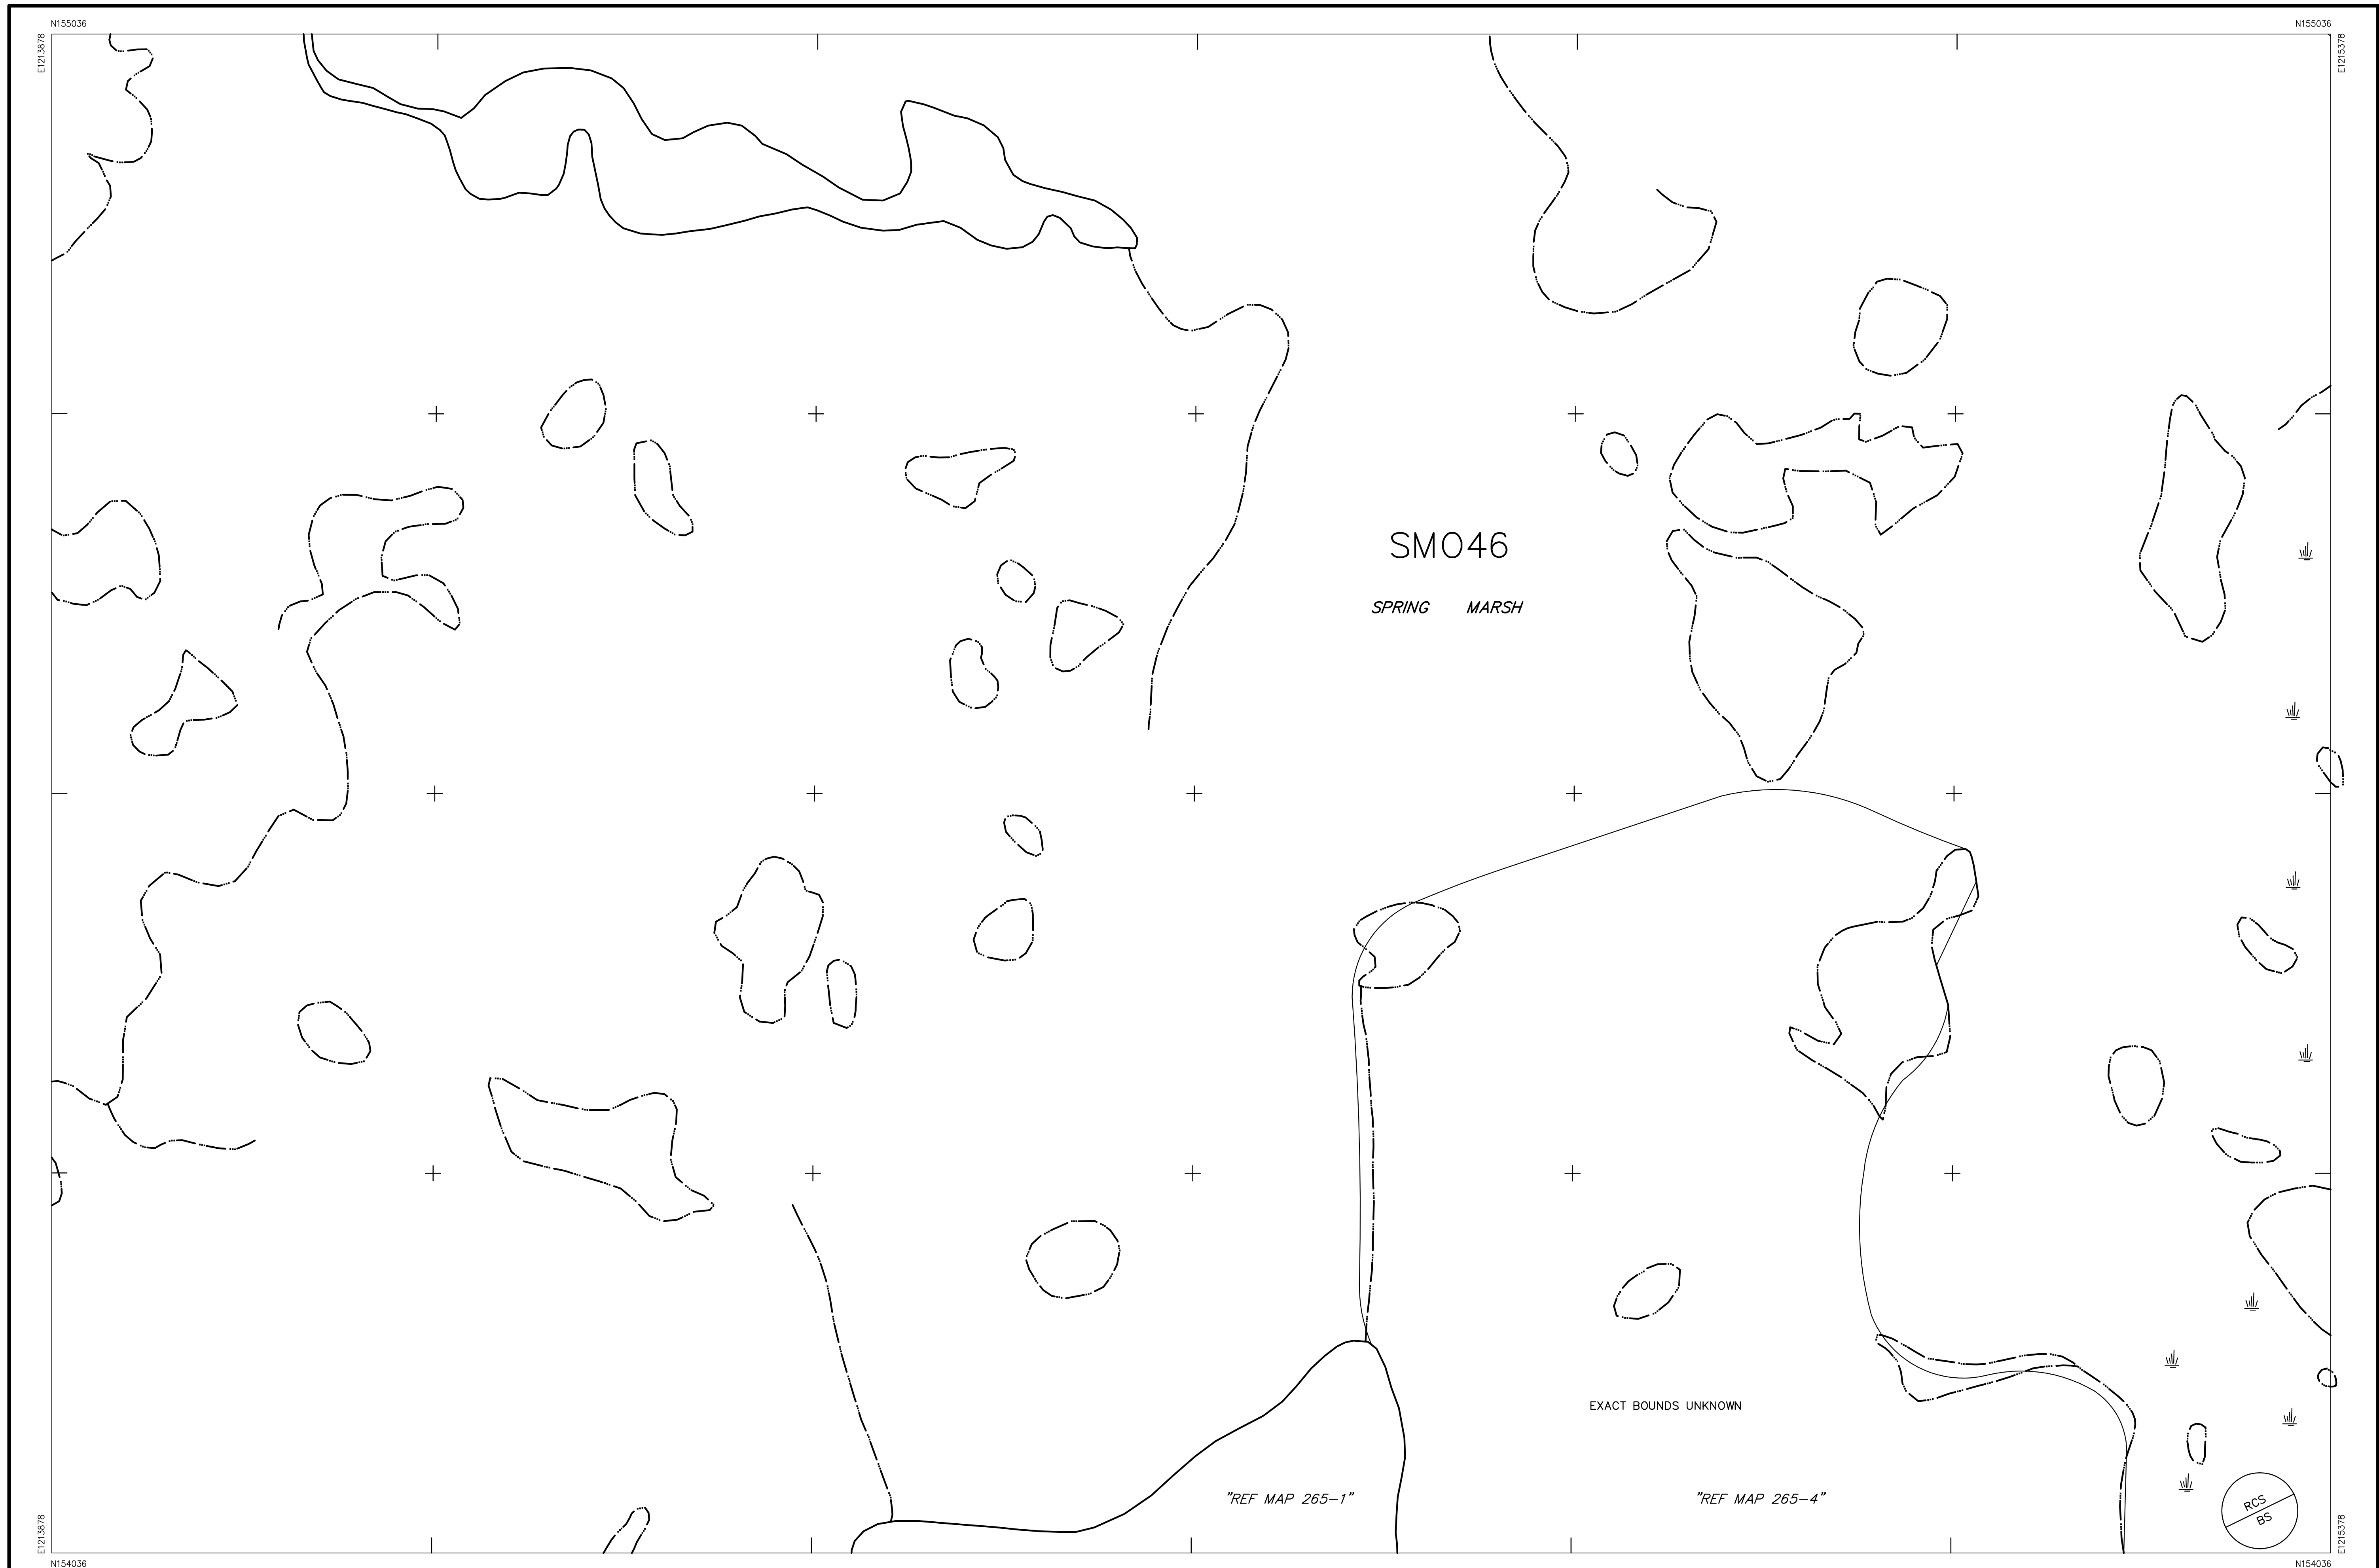 N155036
N155036
E1213878
E1215378
SMO46
SPRING MARSH
EXACT BOUNDS UNKNOWN
"REF MAP 265-1"
"REF MAP 265-4"
RCS
BS
E1213878
E1215378
N154036
N154036